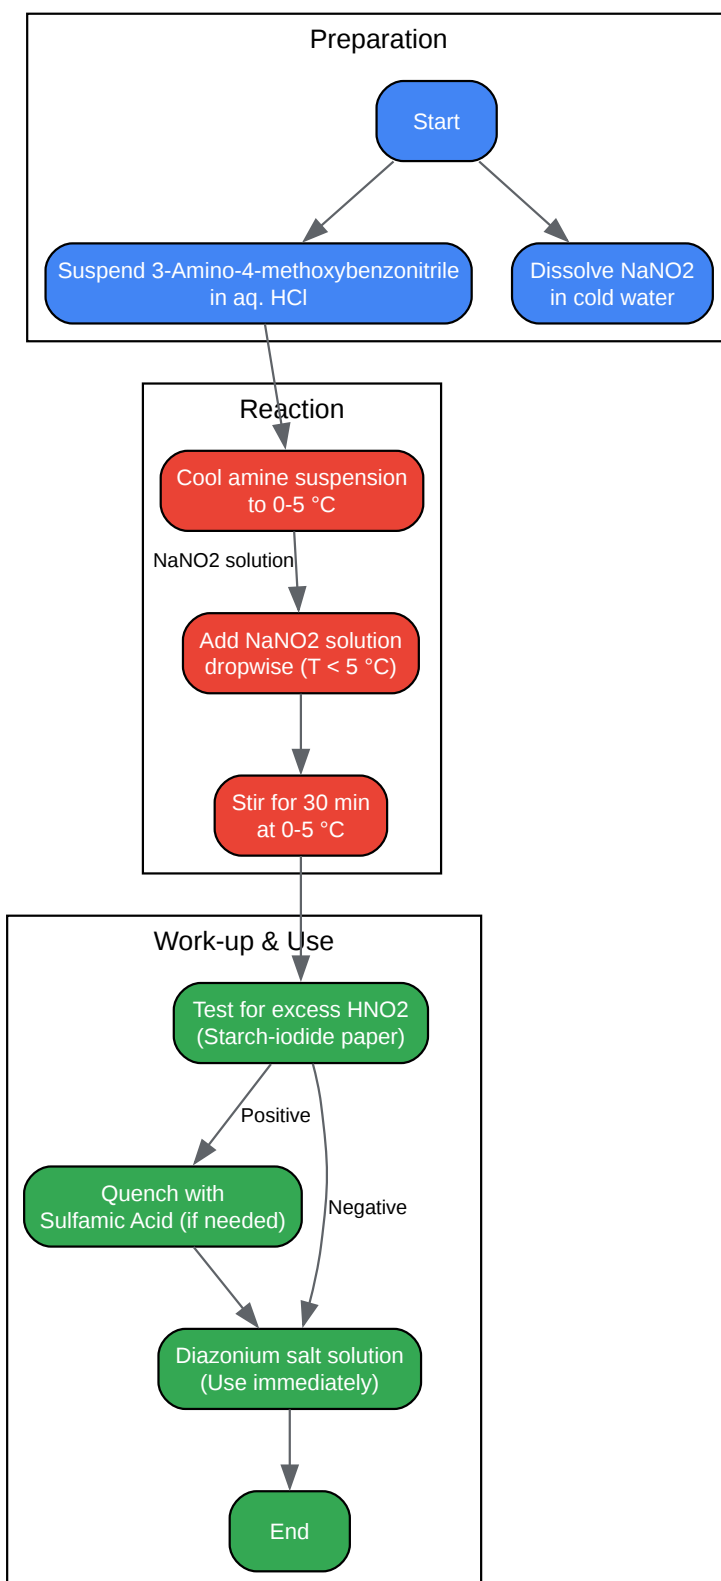 Preparation
Start
Suspend 3-Amino-4-methoxybenzonitrile
in aq. HCl
Dissolve NaNO2
in cold water
Reaction
Cool amine suspension
to 0-5 °C
NaNO2 solution
Add NaNO2 solution
dropwise (T < 5 °C)
Stir for 30 min
at 0-5 °C
Work-up & Use
Test for excess HNO2
(Starch-iodide paper)
Positive
Quench with
Sulfamic Acid (if needed)
Negative
Diazonium salt solution
(Use immediately)
End